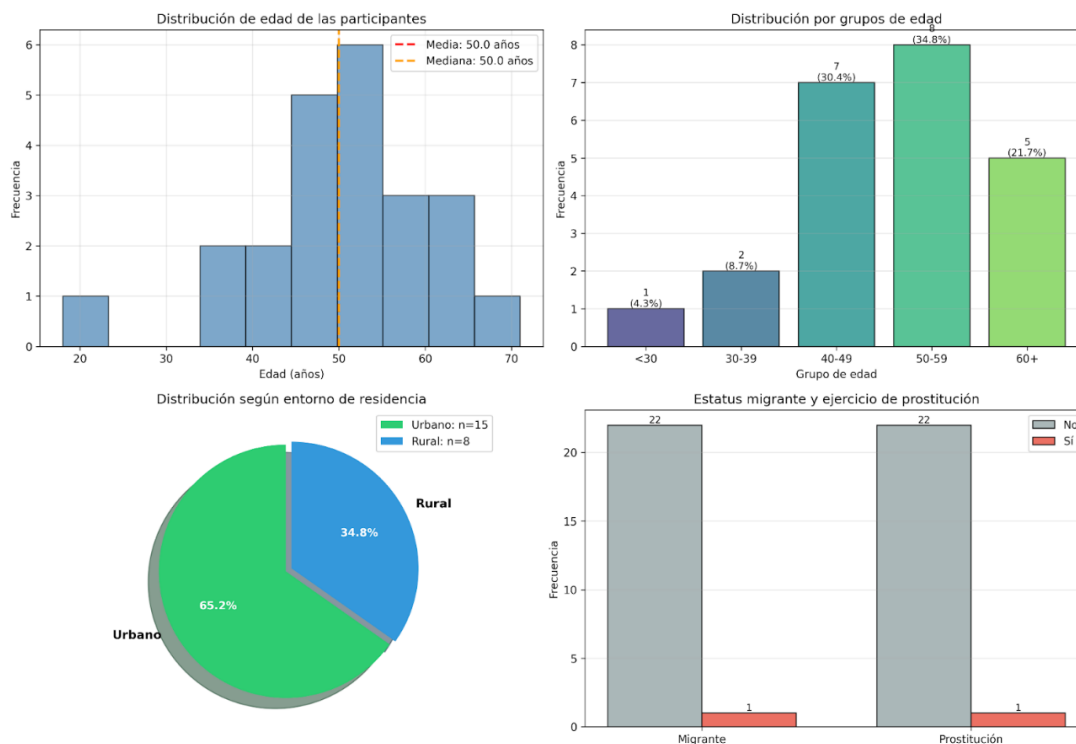 Distribución de edad de las participantes
Media: 50.0 años
Mediana: 50.0 años
Frecuencia
6
5
4
3
2
1
0
20
30
40
50
60
70
Edad (años)
Distribución por grupos de edad
Frecuencia
8
7
6
5
4
3
2
1
0
1
(4.3%)
2
(8.7%)
7
(30.4%)
8
(34.8%)
5
(21.7%)
<30
30-39
40-49
50-59
60+
Grupo de edad
Distribución según entorno de residencia
Urbano: n=15
Rural: n=8
Rural
34.8%
65.2%
Urbano
Estatus migrante y ejercicio de prostitución
No
Sí
Frecuencia
20
15
10
5
0
22
1
22
1
Migrante
Prostitución